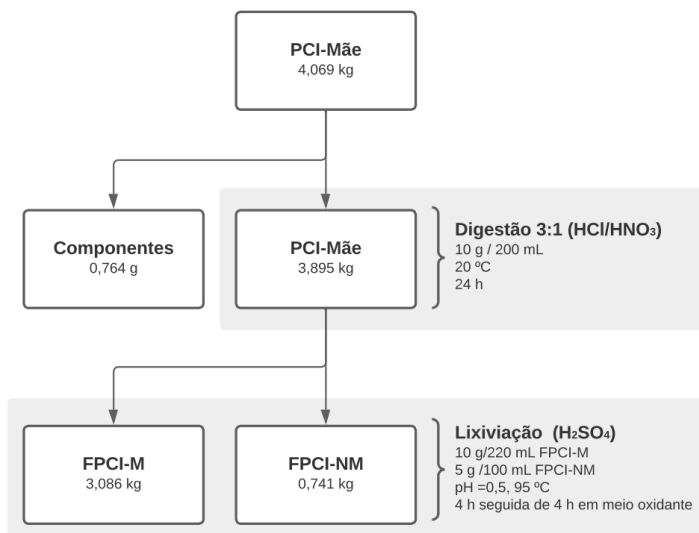 PCI-Mãe
4,069 kg
Componentes
0,764 g
PCI-Mãe
3,895 kg
Digestão 3:1 (HCl/HNO₃)
10 g / 200 mL
20 ºC
24 h
FPCI-M
3,086 kg
FPCI-NM
0,741 kg
Lixiviação (H₂SO₄)
10 g/220 mL FPCI-M
5 g /100 mL FPCI-NM
pH =0,5, 95 ºC
4 h seguida de 4 h em meio oxidante